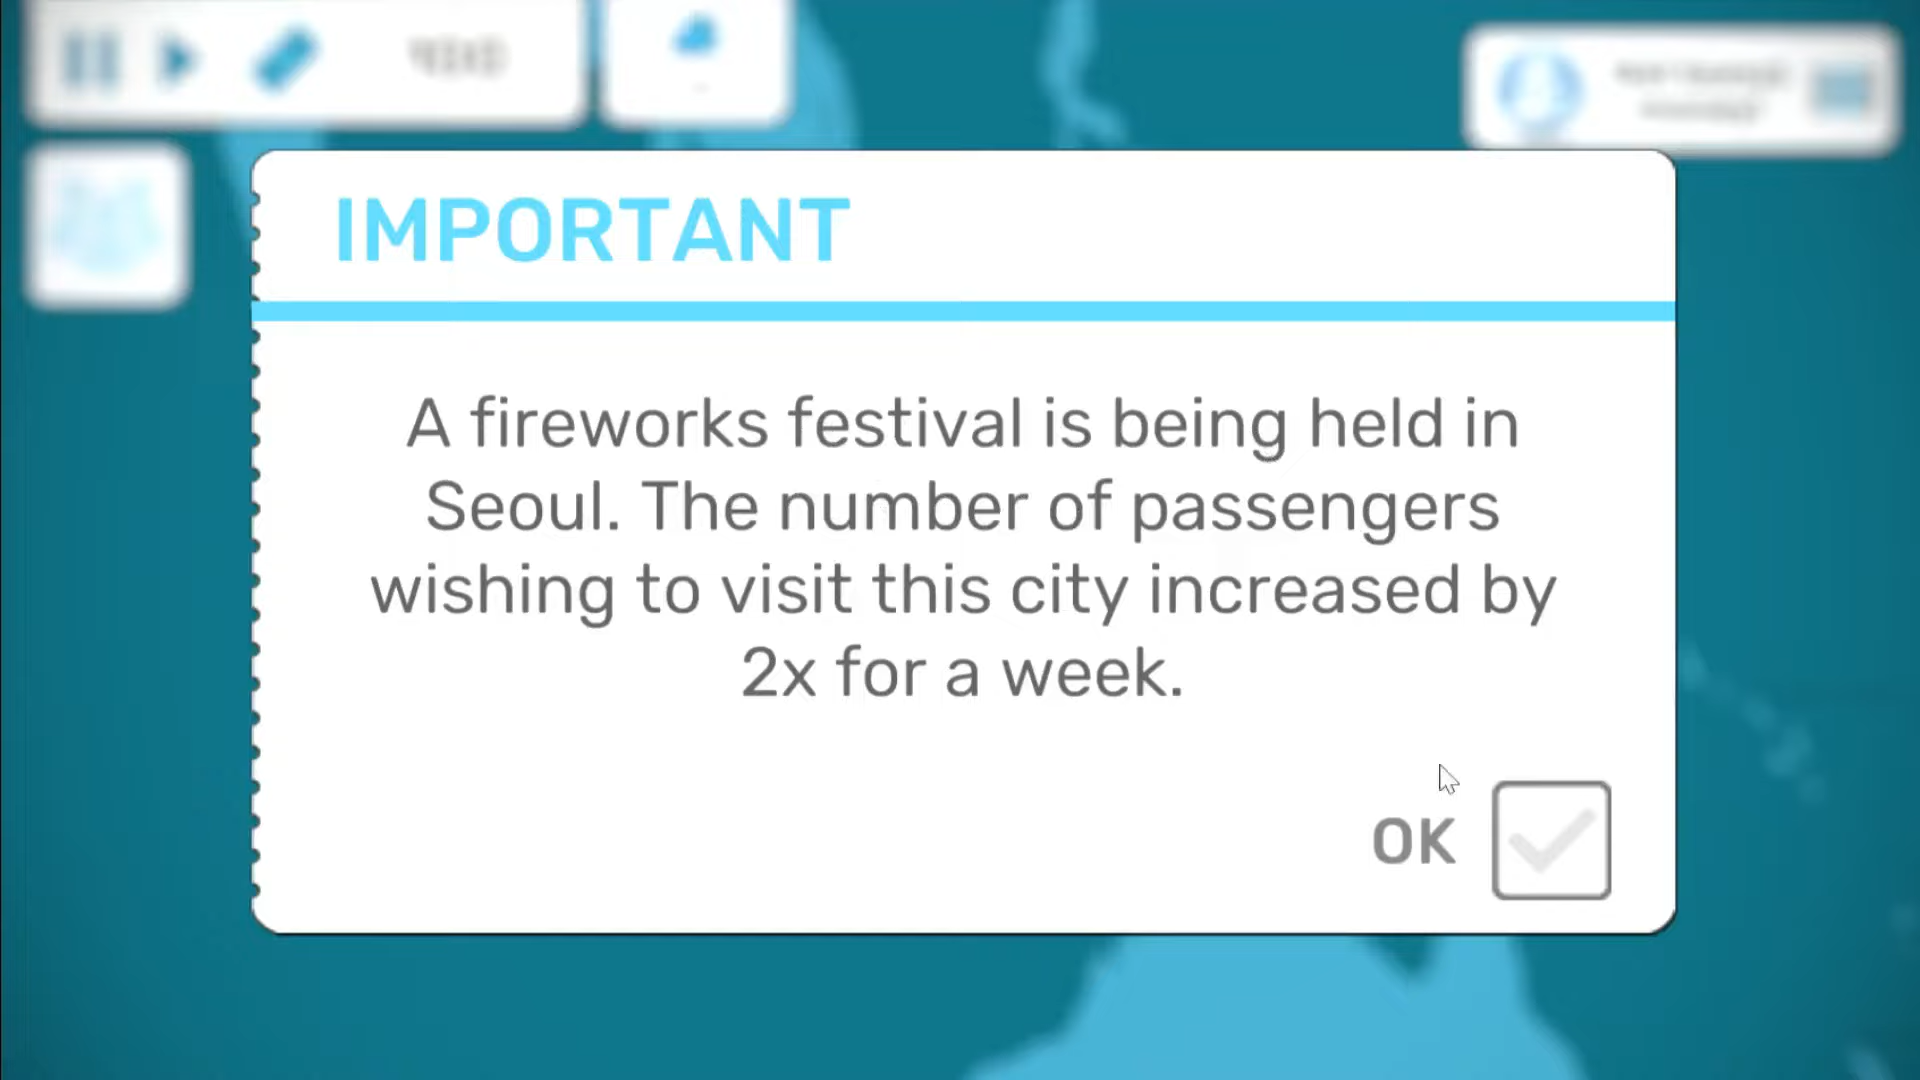 IMPORTANT
A fireworks festival is being held in
Seoul. The number of passengers
wishing to visit this city increased by
2x for a week.
OK